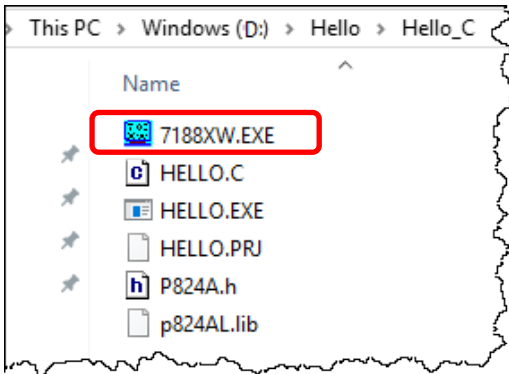 This PC > Windows (D:) > Hello > Hello_C
Name
7188XW.EXE
HELLO.C
HELLO.EXE
HELLO.PRJ
P824A.h
p824AL.lib